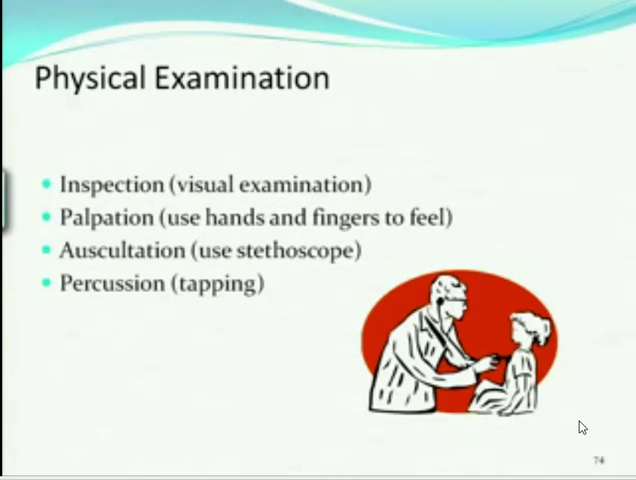 Physical Examination
Inspection (visual examination)
Palpation (use hands and fingers to feel)
Auscultation (use stethoscope)
Percussion (tapping)
74